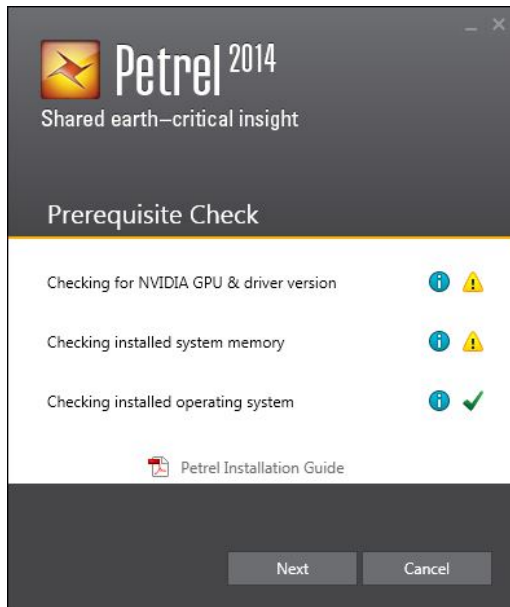 Petrel 2014
Shared earth–critical insight
Prerequisite Check
Checking for NVIDIA GPU & driver version
Checking installed system memory
Checking installed operating system
Petrel Installation Guide
Next Cancel